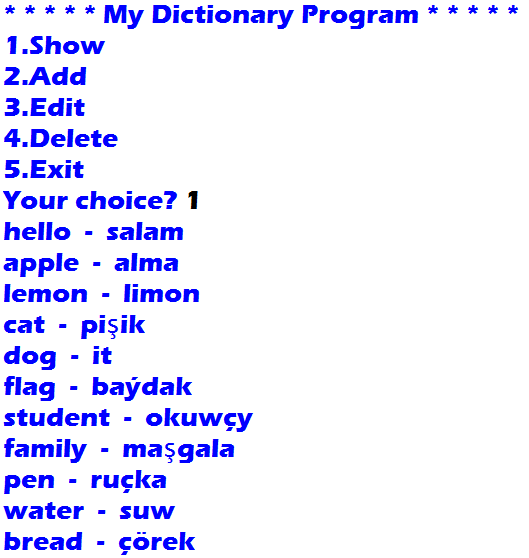 * * * * * My Dictionary Program * * * * *
1.Show
2.Add
3.Edit
4.Delete
5.Exit
Your choice? 1
hello - salam
apple - alma
lemon - limon
cat - pişik
dog - it
flag - baýdak
student - okuwçy
family - maşgala
pen - ruçka
water - suw
bread - çörek